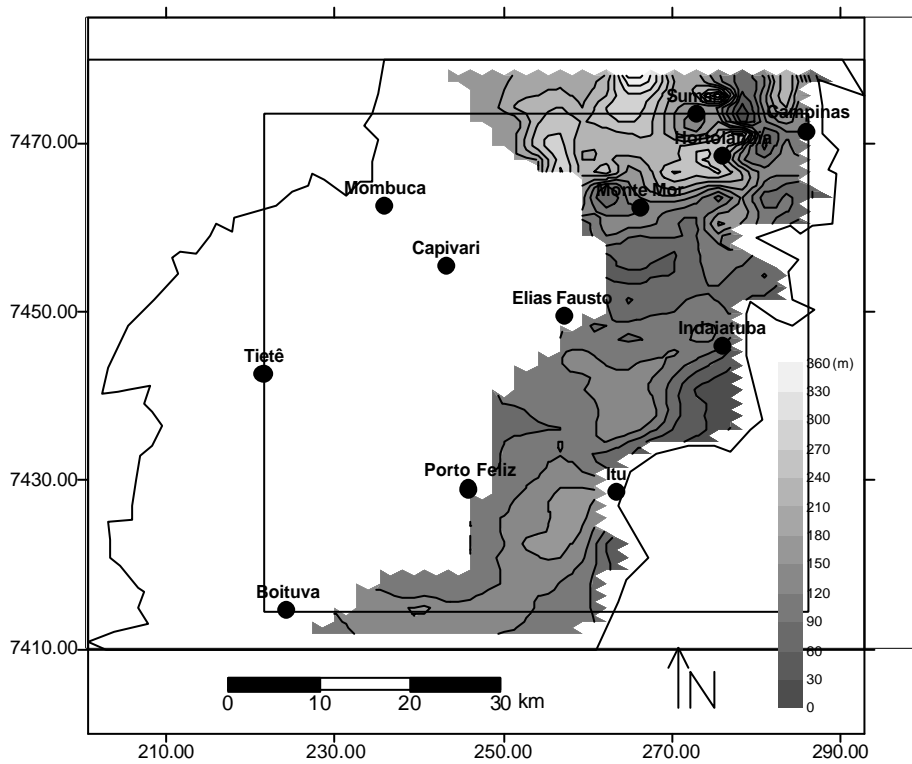 Sumaré
Campinas
7470.00
Hortolândia
Mombuca
Monte Mor
Capivari
Elias Fausto
7450.00
Indaiatuba
Tietê
360 (m)
330
300
270
240
210
180
150
120
90
60
30
0
7430.00
Porto Feliz
Itu
Boituva
7410.00
N
0 10 20 30 km
210.00 230.00 250.00 270.00 290.00